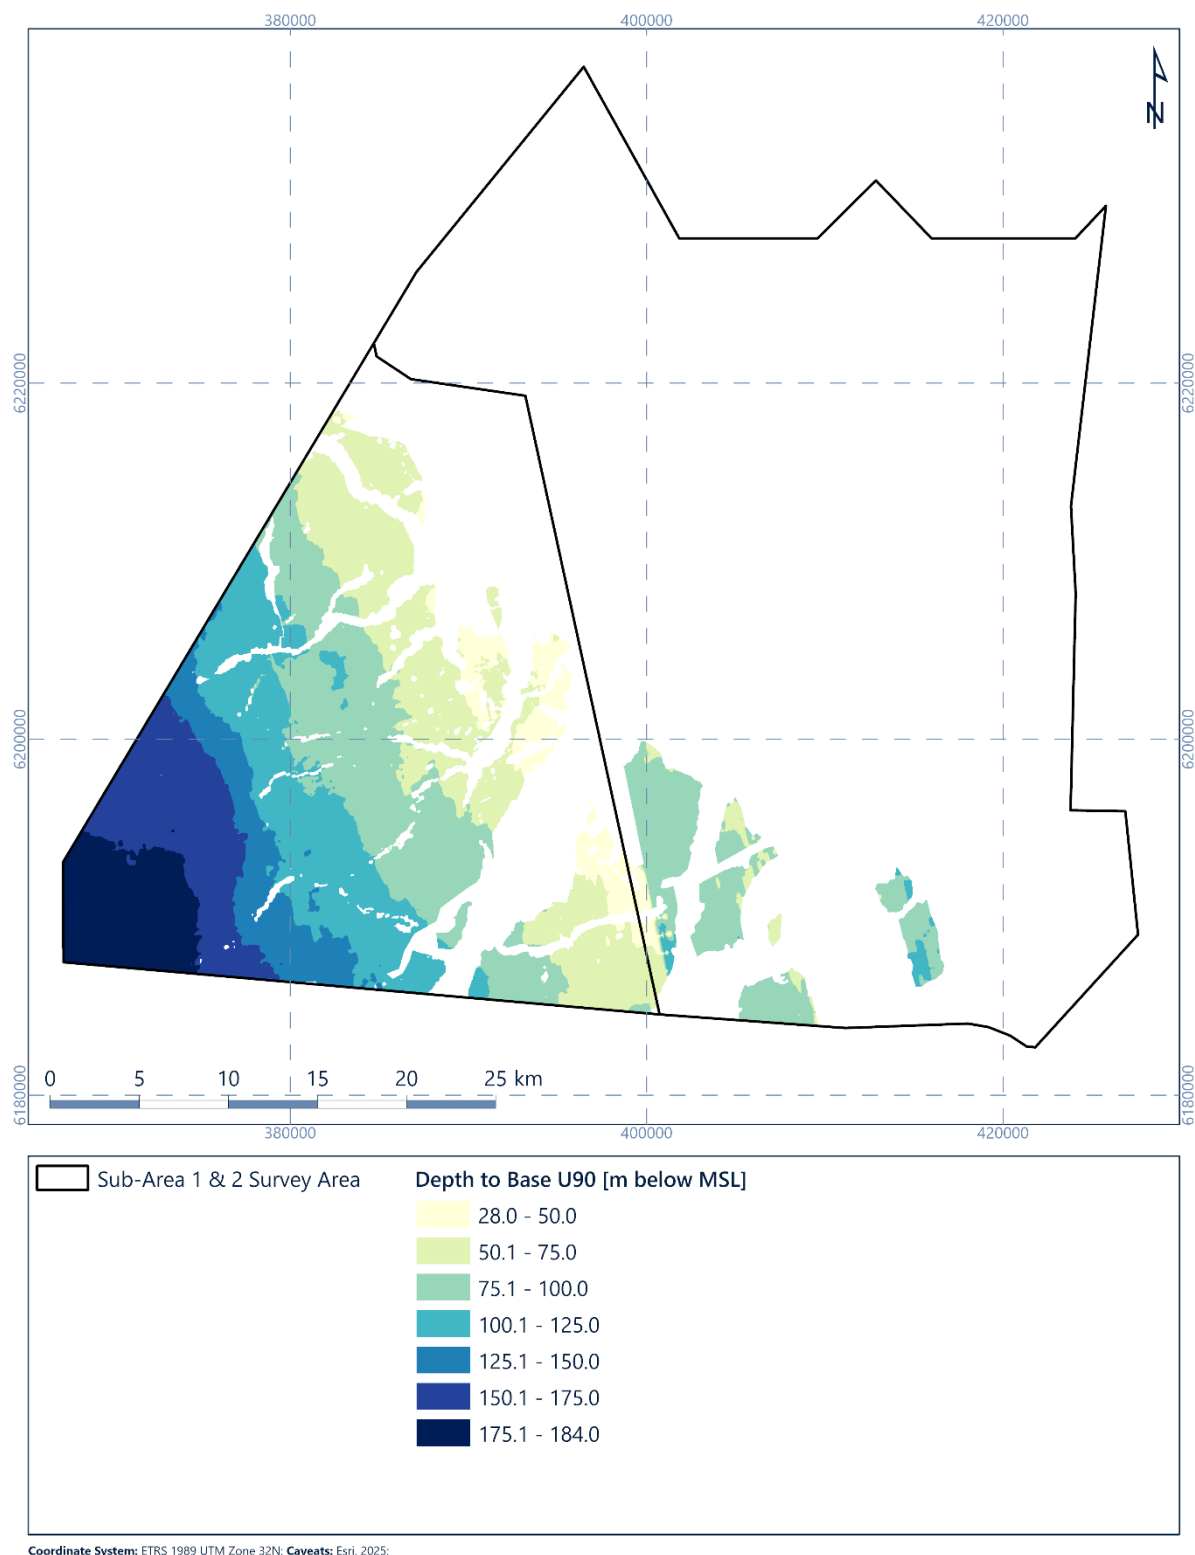 380000 400000 420000
N
6220000 6220000
6200000 6200000
6180000 6180000
0 5 10 15 20 25 km
380000 400000 420000
Sub-Area 1 & 2 Survey Area
Depth to Base U90 [m below MSL]
28.0 - 50.0
50.1 - 75.0
75.1 - 100.0
100.1 - 125.0
125.1 - 150.0
150.1 - 175.0
175.1 - 184.0
Coordinate System: ETRS 1989 UTM Zone 32N; Caveats: Esri, 2025;